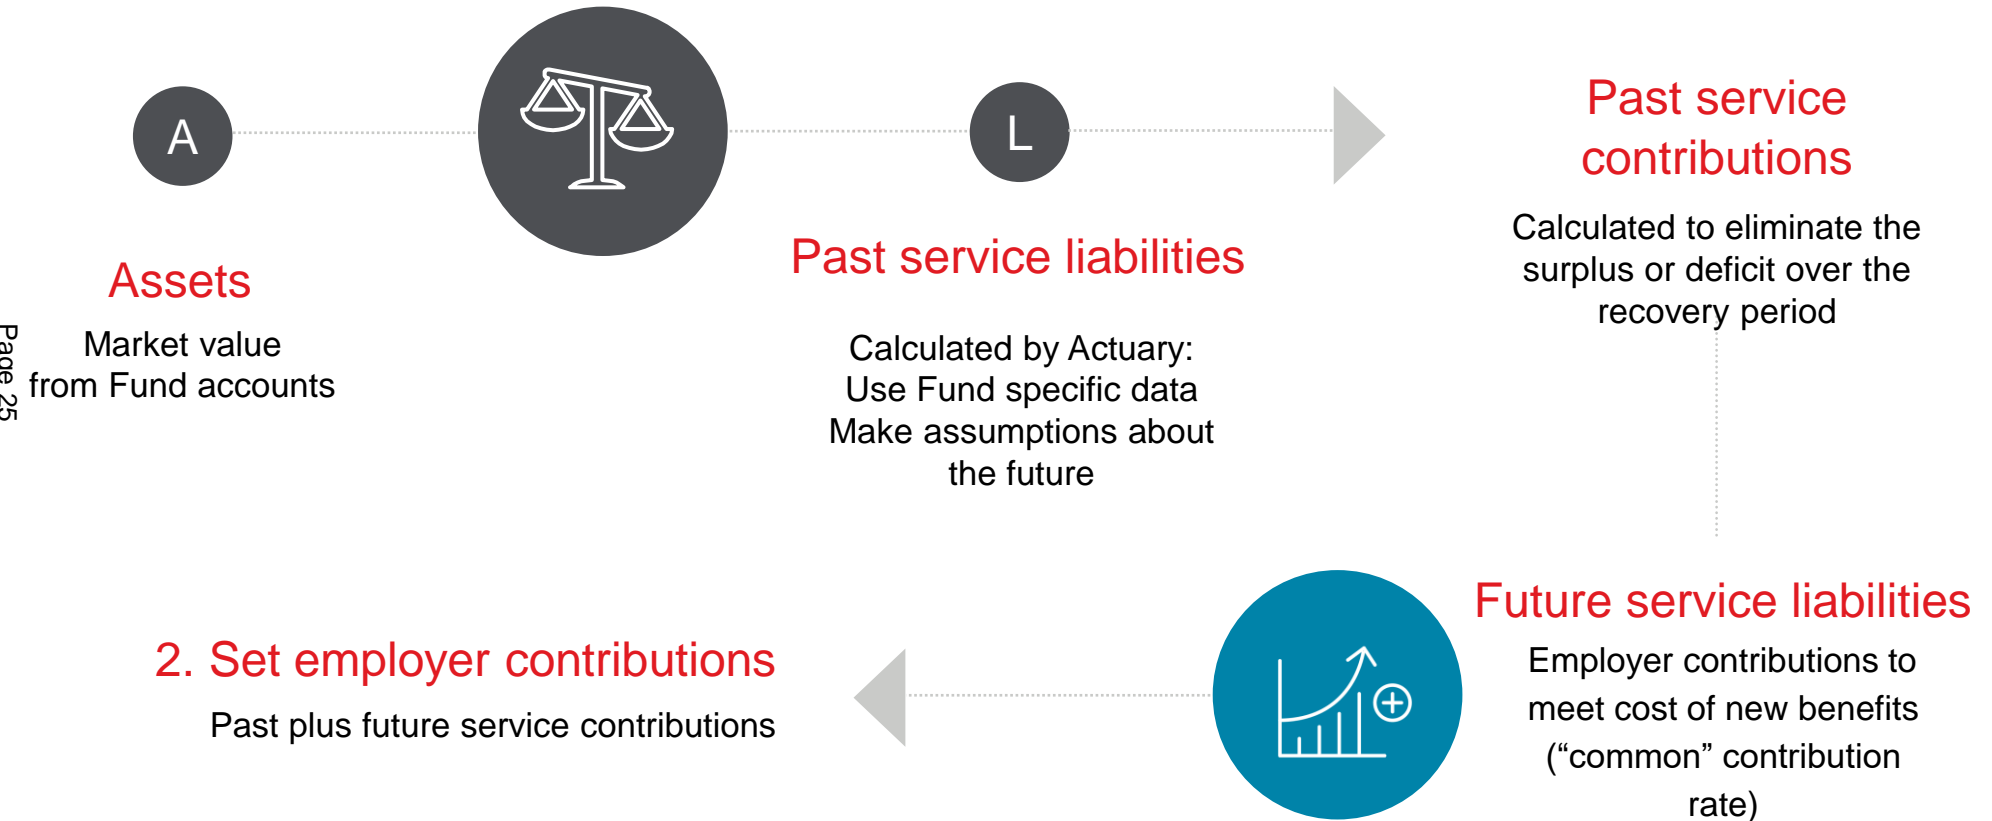 A
Assets
Market value
from Fund accounts
L
Past service liabilities
Calculated by Actuary:
Use Fund specific data
Make assumptions about
the future
Past service
contributions
Calculated to eliminate the
surplus or deficit over the
recovery period
Future service liabilities
Employer contributions to
meet cost of new benefits
(“common” contribution
rate)
2. Set employer contributions
Past plus future service contributions
Page 25